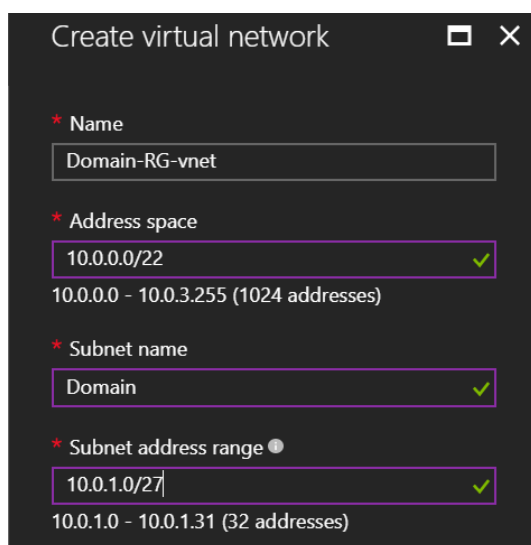 Create virtual network
* Name
Domain-RG-vnet
* Address space
10.0.0.0/22
10.0.0.0 - 10.0.3.255 (1024 addresses)
* Subnet name
Domain
* Subnet address range
10.0.1.0/27
10.0.1.0 - 10.0.1.31 (32 addresses)